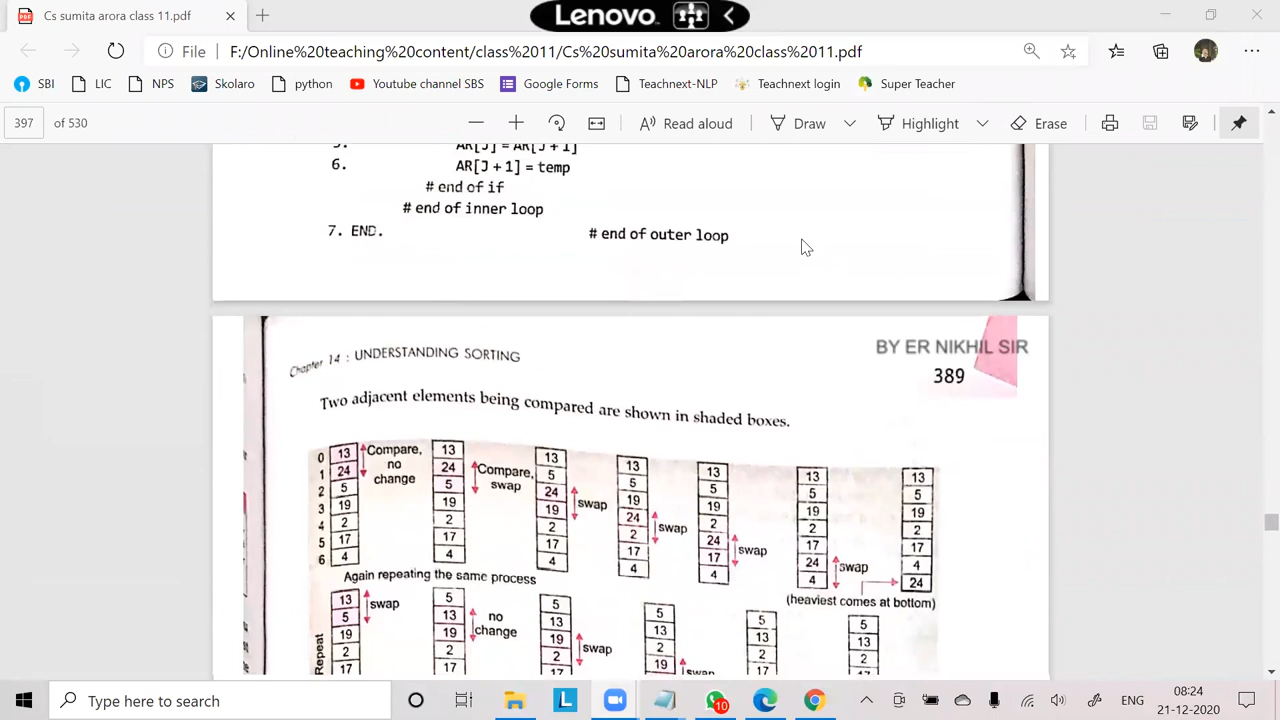 Cs sumita arora class 11.pdf
Lenovo
File F:/Online%20teaching%20content/class%2011/Cs%20sumita%20arora%20class%2011.pdf
SBI LIC NPS Skolaro python Youtube channel SBS Google Forms Teachnext-NLP Teachnext login Super Teacher
397 of 530 Read aloud Draw Highlight Erase
AR[J] = AR[J+1]
6. AR[J + 1] = temp
# end of if
# end of inner loop
7. END. # end of outer loop
Chapter 14 : UNDERSTANDING SORTING
BY ER NIKHIL SIR
389
Two adjacent elements being compared are shown in shaded boxes.
0 13 Compare, no change 13 13 13 13 13 13
1 24 24 Compare, swap 5 5 5 5 5
2 5 5 24 swap 19 19 19 19
3 19 19 19 24 swap 2 2 2
4 2 2 2 2 24 swap 17 17
5 17 17 17 17 17 24 swap 4
6 4 4 4 4 4 4 24
Again repeating the same process
(heaviest comes at bottom)
Repeat
13 swap 5 5 5 5 5
5 13 no change 13 13 13 13
19 19 19 swap 2 2 2
2 2 2 19 swap 17
17 17 17
Type here to search
10
ENG
08:24
21-12-2020